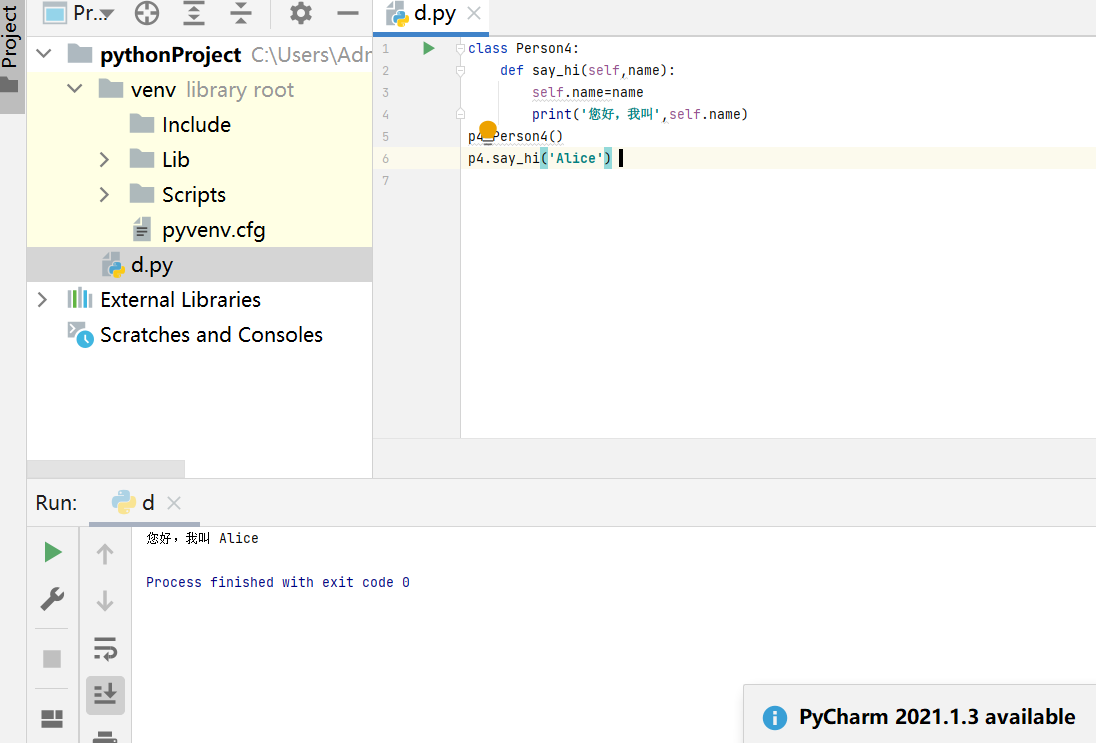 Project
Pr...
d.py
pythonProject C:\Users\Adr
venv library root
Include
Lib
Scripts
pyvenv.cfg
d.py
External Libraries
Scratches and Consoles
1 class Person4:
2 def say_hi(self,name):
3 self.name=name
4 print('您好，我叫',self.name)
5 p4 Person4()
6 p4.say_hi('Alice')
7
Run: d
您好，我叫 Alice
Process finished with exit code 0
PyCharm 2021.1.3 available